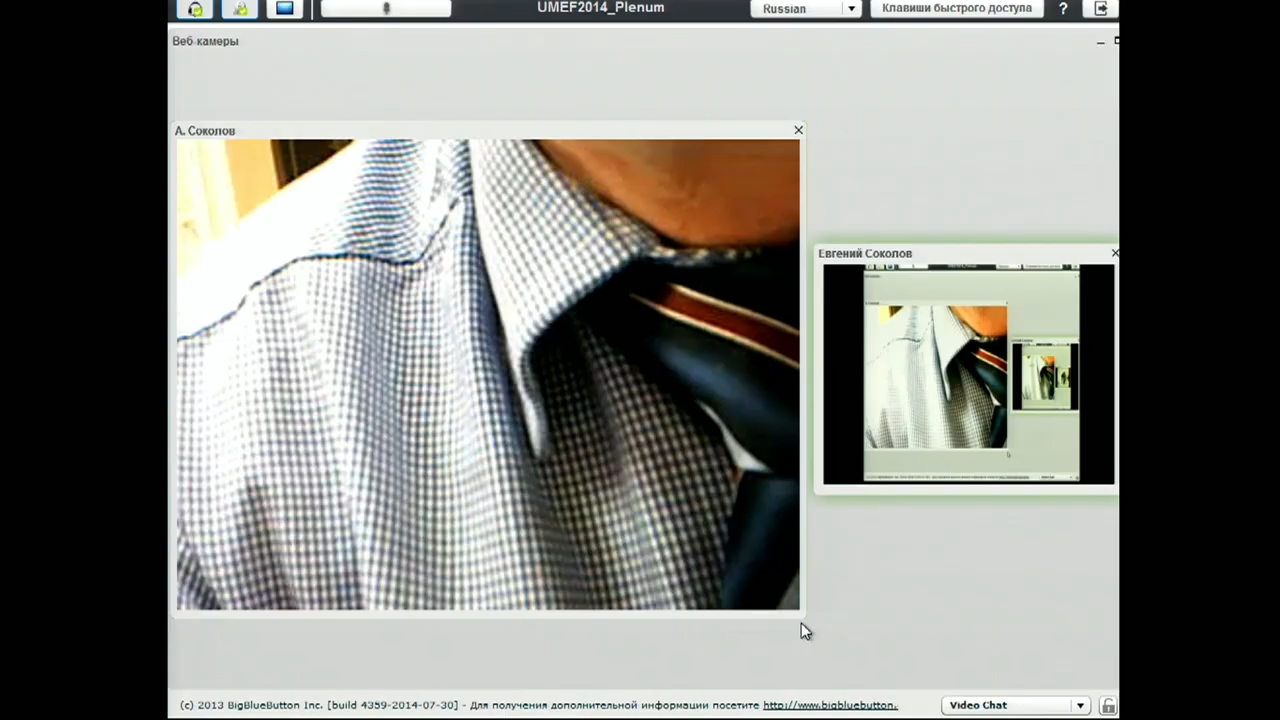 UMEF2014_Plenum
Russian
Клавиши быстрого доступа
?
Веб камеры
А. Соколов
Евгений Соколов
(c) 2013 BigBlueButton Inc. [build 4359-2014-07-30] - Для получения дополнительной информации посетите http://www.bigbluebutton.
Video Chat